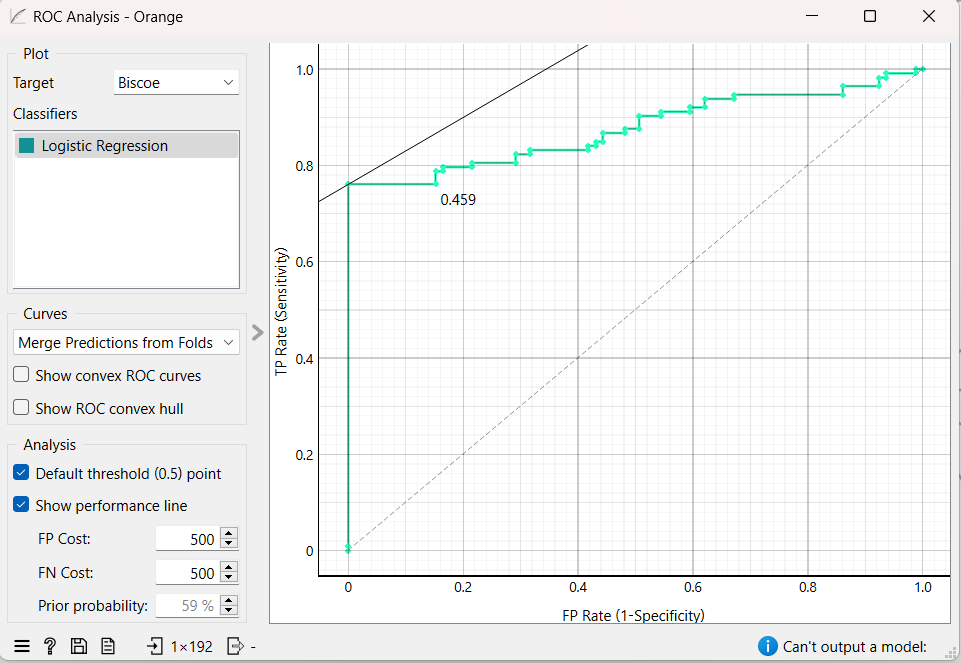 ROC Analysis - Orange
Plot
Target
Biscoe
Classifiers
Logistic Regression
Curves
Merge Predictions from Folds
Show convex ROC curves
Show ROC convex hull
Analysis
Default threshold (0.5) point
Show performance line
FP Cost:
500
FN Cost:
500
Prior probability:
59 %
1.0
0.8
0.6
0.4
0.2
0
TP Rate (Sensitivity)
0.459
0
0.2
0.4
0.6
0.8
1.0
FP Rate (1-Specificity)
1×192
-
Can't output a model: